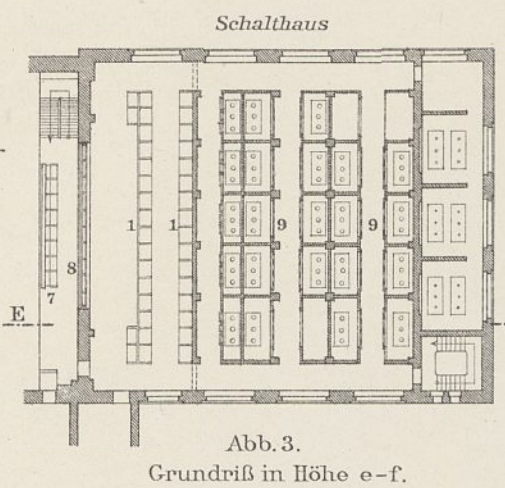 Schalthaus
1 1 9 9
8
7
E
Abb. 3.
Grundriß in Höhe e-f.